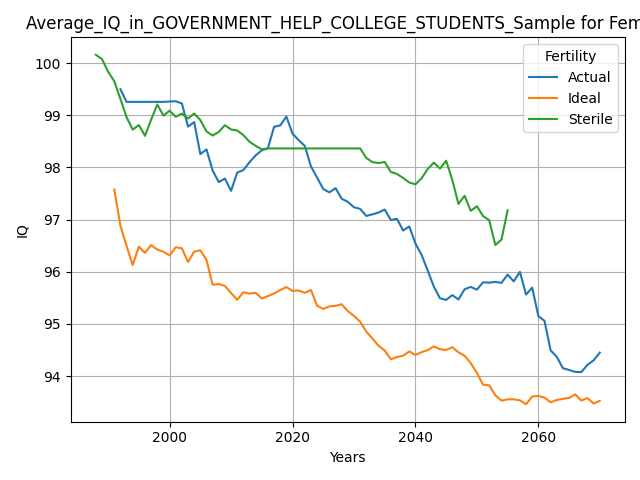 Average_IQ_in_GOVERNMENT_HELP_COLLEGE_STUDENTS_Sample for Fem
Fertility
Actual
Ideal
Sterile
100
99
98
97
96
95
94
IQ
2000
2020
2040
2060
Years